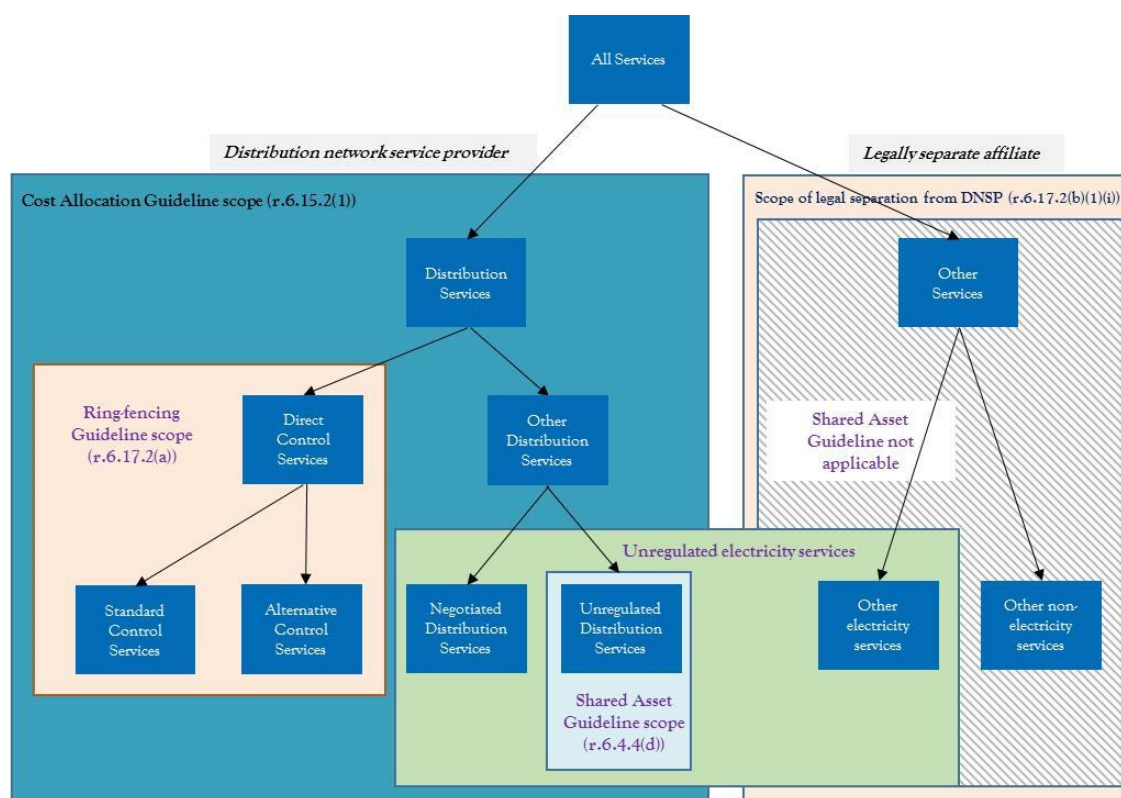 All Services
Distribution network service provider
Legally separate affiliate
Cost Allocation Guideline scope (r.6.15.2(1))
Scope of legal separation from DNSP (r.6.17.2(b)(1)(i))
Distribution
Services
Other
Services
Ring-fencing
Guideline scope
(r.6.17.2(a))
Direct
Control
Services
Other
Distribution
Services
Shared Asset
Guideline not
applicable
Unregulated electricity services
Standard
Control
Services
Alternative
Control
Services
Negotiated
Distribution
Services
Unregulated
Distribution
Services
Other
electricity
services
Other non-
electricity
services
Shared Asset
Guideline scope
(r.6.4.4(d))